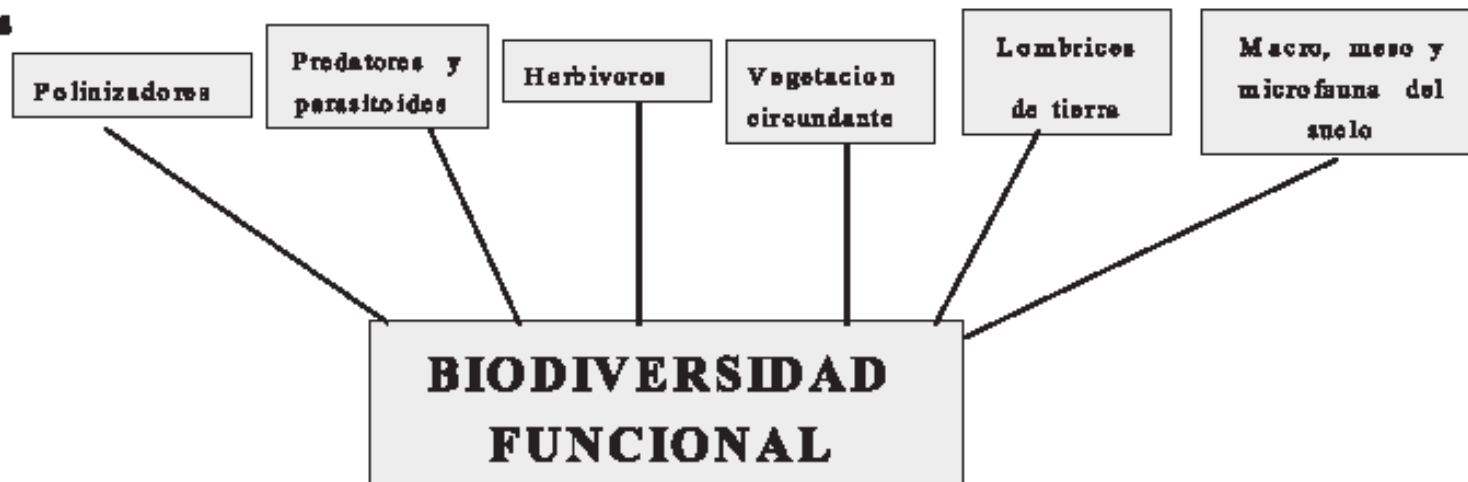 Polinizadores
Predatores y
parasitoides
Herbivoros
Vegetacion
circundante
Lombrices
de tierra
Macro, meso y
microfauna del
suelo
BIODIVERSIDAD
FUNCIONAL